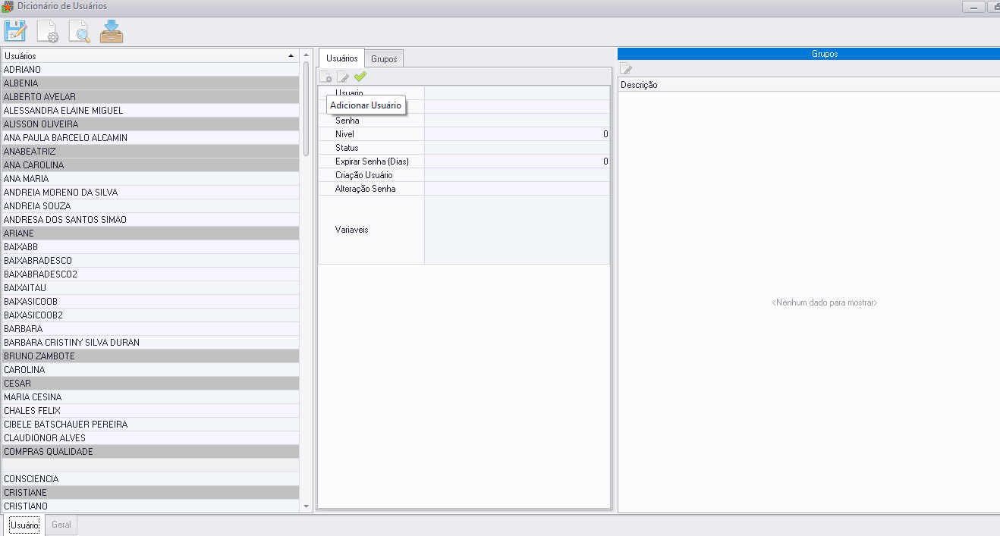 Dicionário de Usuários
Usuários
ADRIANO
ALBENIA
ALBERTO AVELAR
ALESSANDRA ELAINE MIGUEL
ALISSON OLIVEIRA
ANA PAULA BARCELO ALCAMIN
ANABEATRIZ
ANA CAROLINA
ANA MARIA
ANDREIA MORENO DA SILVA
ANDREIA SOUZA
ANDRESA DOS SANTOS SIMAO
ARIANE
BAIXABB
BAIXABRADESCO
BAIXABRADESCO2
BAIXAITAU
BAIXASICOOB
BAIXASICOOB2
BARBARA
BARBARA CRISTINY SILVA DURAN
BRUNO ZAMBOTE
CAROLINA
CESAR
MARIA CESINA
CHALES FELIX
CIBELE BATSCHAUER PEREIRA
CLAUDIONOR ALVES
COMPRAS QUALIDADE
CONSCIENCIA
CRISTIANE
CRISTIANO
Usuário Geral
Usuários Grupos
Usuario
Adicionar Usuário
Senha
Nivel 0
Status
Expirar Senha (Dias) 0
Criação Usuário
Alteração Senha
Variaveis
Grupos
Descrição
<Nenhum dado para mostrar>